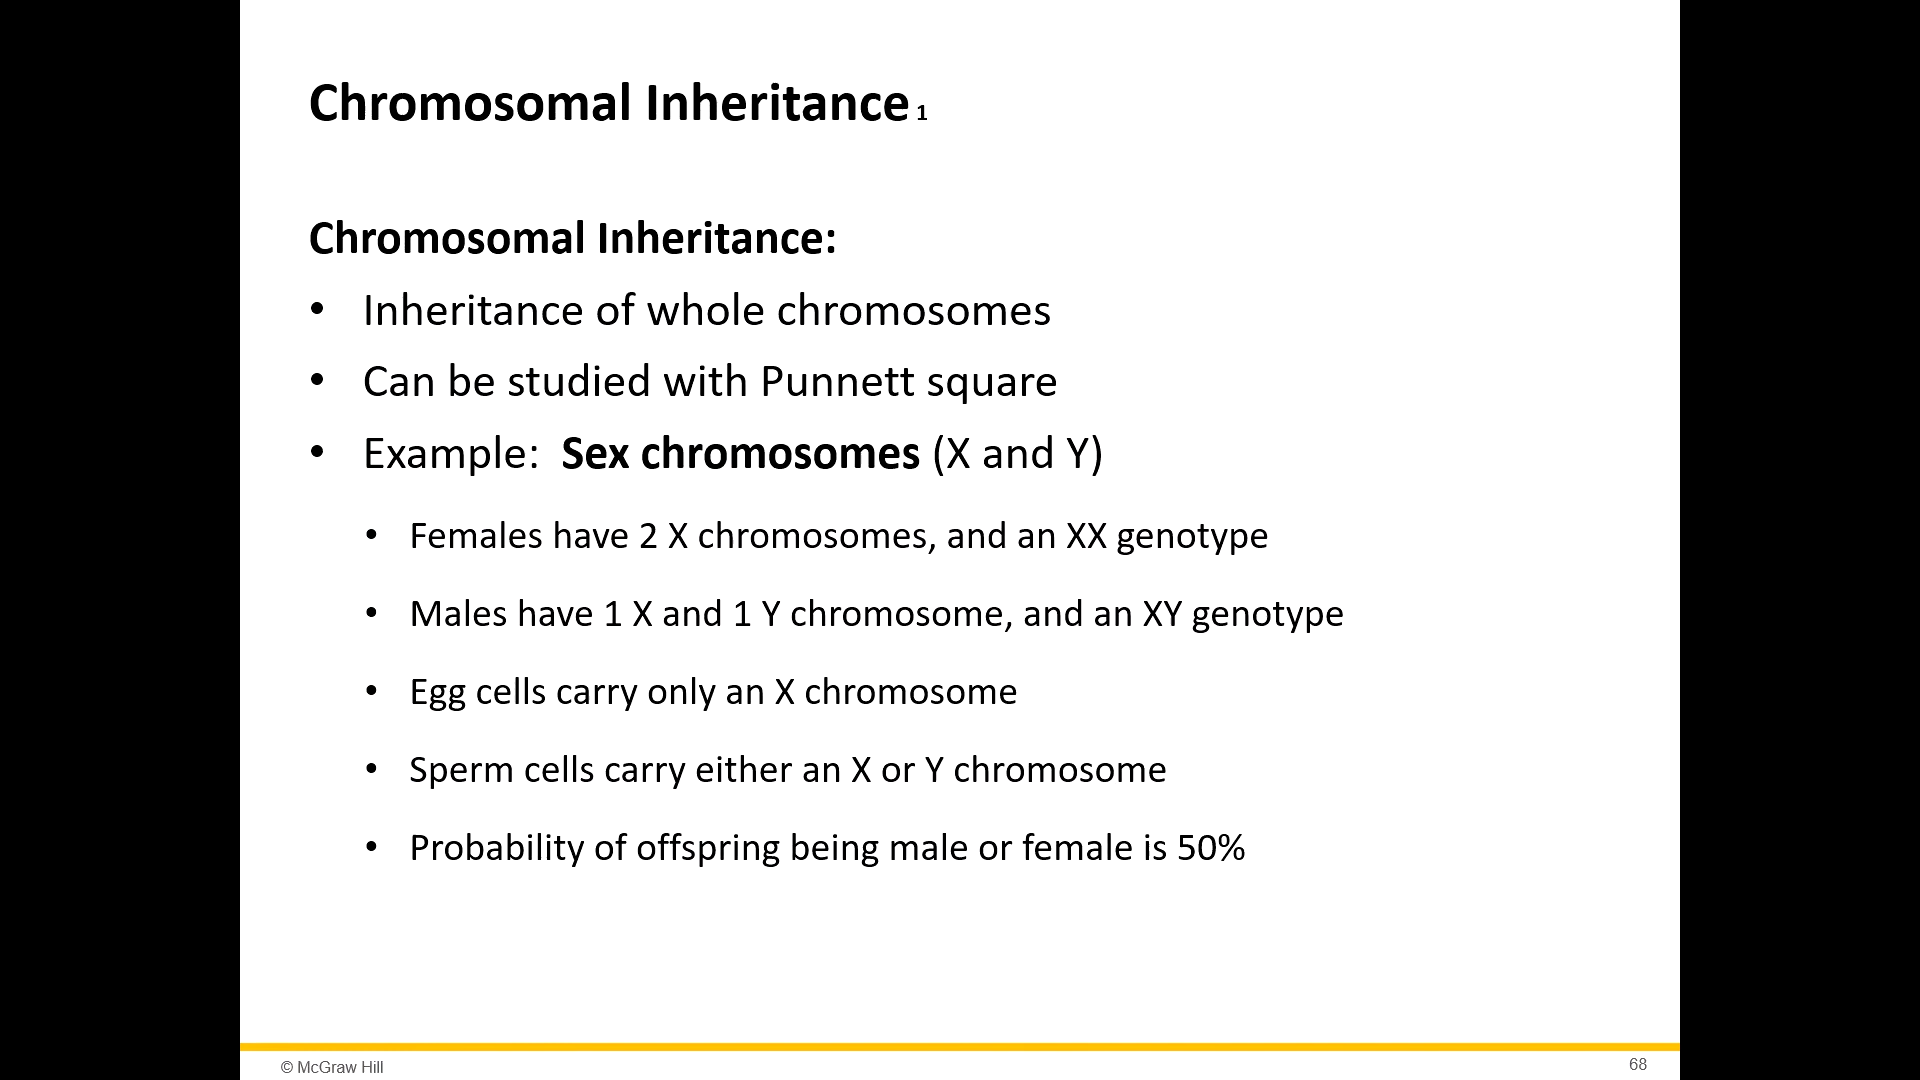 Chromosomal Inheritance 1
Chromosomal Inheritance:
• Inheritance of whole chromosomes
• Can be studied with Punnett square
• Example: Sex chromosomes (X and Y)
• Females have 2 X chromosomes, and an XX genotype
• Males have 1 X and 1 Y chromosome, and an XY genotype
• Egg cells carry only an X chromosome
• Sperm cells carry either an X or Y chromosome
• Probability of offspring being male or female is 50%
© McGraw Hill
68